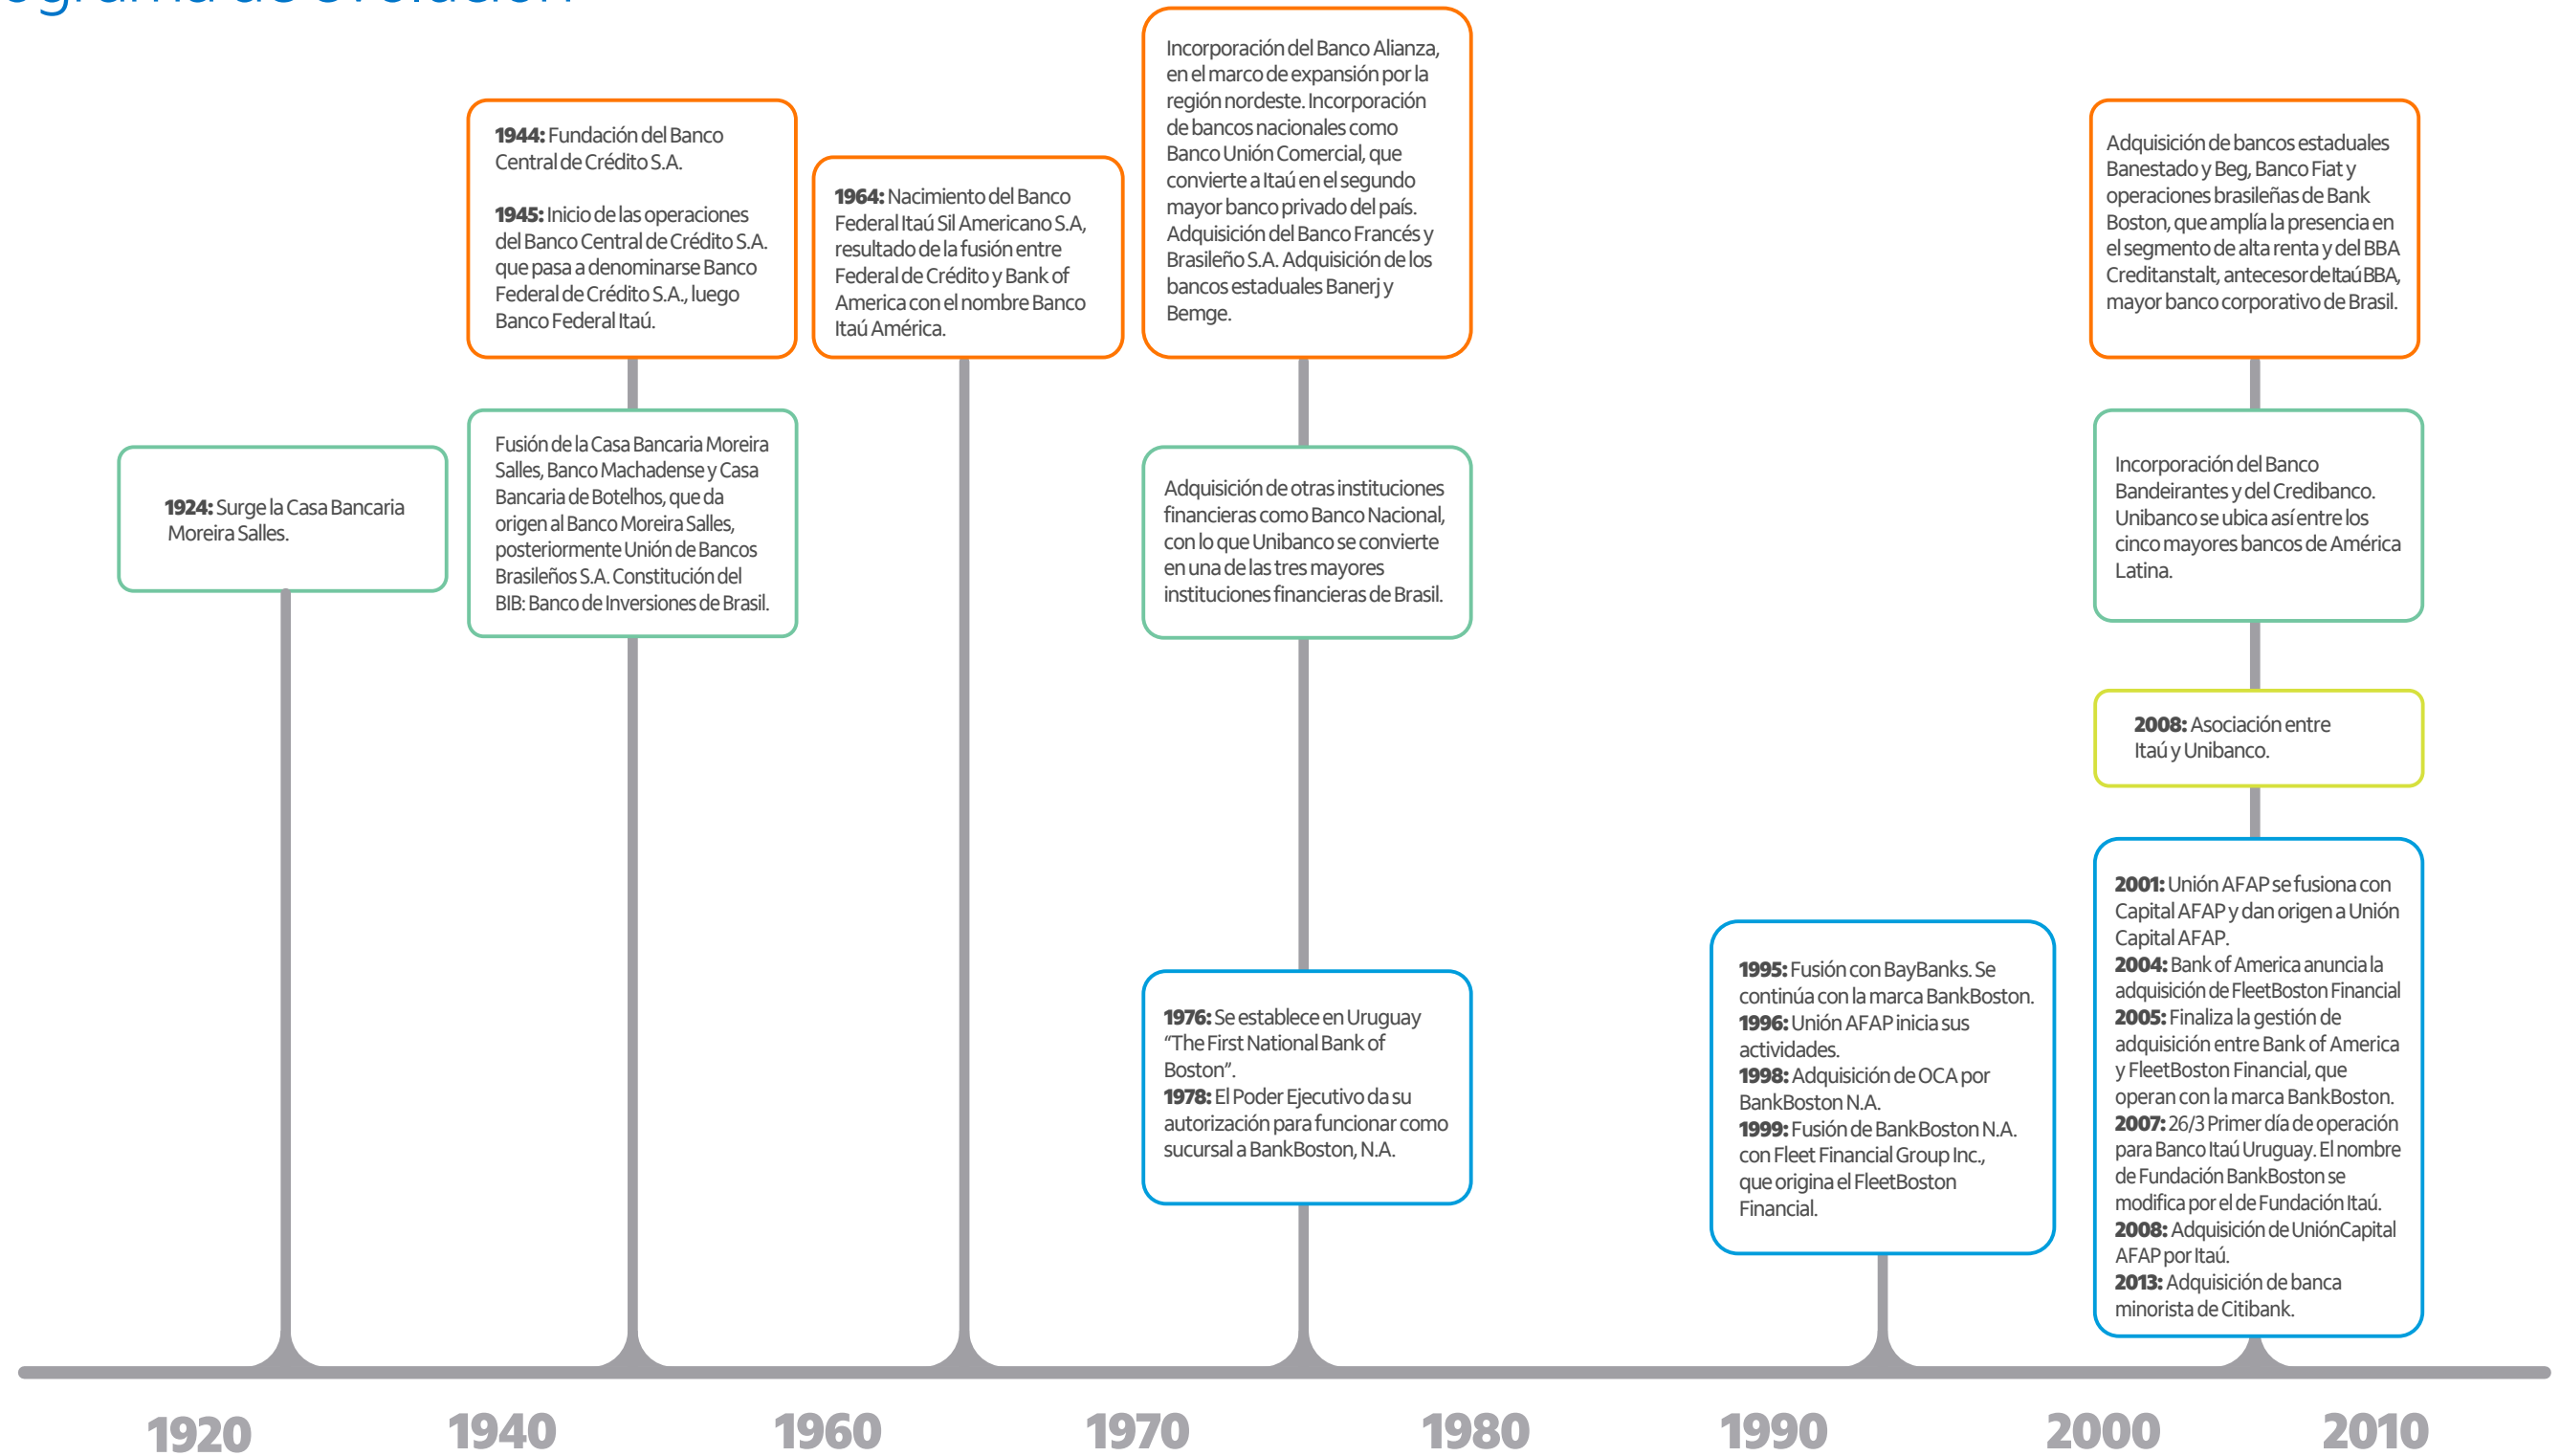 1944: Fundación del Banco
Central de Crédito S.A.
1945: Inicio de las operaciones
del Banco Central de Crédito S.A.
que pasa a denominarse Banco
Federal de Crédito S.A., luego
Banco Federal Itaú.
1964: Nacimiento del Banco
Federal Itaú Sil Americano S.A,
resultado de la fusión entre
Federal de Crédito y Bank of
America con el nombre Banco
Itaú América.
Incorporación del Banco Alianza,
en el marco de expansión por la
región nordeste. Incorporación
de bancos nacionales como
Banco Unión Comercial, que
convierte a Itaú en el segundo
mayor banco privado del país.
Adquisición del Banco Francés y
Brasileño S.A. Adquisición de los
bancos estaduales Banerj y
Bemge.
Adquisición de bancos estaduales
Banestado y Beg, Banco Fiat y
operaciones brasileñas de Bank
Boston, que amplía la presencia en
el segmento de alta renta y del BBA
Creditanstalt, antecesor de Itaú BBA,
mayor banco corporativo de Brasil.
1924: Surge la Casa Bancaria
Moreira Salles.
Fusión de la Casa Bancaria Moreira
Salles, Banco Machadense y Casa
Bancaria de Botelhos, que da
origen al Banco Moreira Salles,
posteriormente Unión de Bancos
Brasileños S.A. Constitución del
BIB: Banco de Inversiones de Brasil.
Adquisición de otras instituciones
financieras como Banco Nacional,
con lo que Unibanco se convierte
en una de las tres mayores
instituciones financieras de Brasil.
Incorporación del Banco
Bandeirantes y del Credibanco.
Unibanco se ubica así entre los
cinco mayores bancos de América
Latina.
2008: Asociación entre
Itaú y Unibanco.
1976: Se establece en Uruguay
“The First National Bank of
Boston”.
1978: El Poder Ejecutivo da su
autorización para funcionar como
sucursal a BankBoston, N.A.
1995: Fusión con BayBanks. Se
continúa con la marca BankBoston.
1996: Unión AFAP inicia sus
actividades.
1998: Adquisición de OCA por
BankBoston N.A.
1999: Fusión de BankBoston N.A.
con Fleet Financial Group Inc.,
que origina el FleetBoston
Financial.
2001: Unión AFAP se fusiona con
Capital AFAP y dan origen a Unión
Capital AFAP.
2004: Bank of America anuncia la
adquisición de FleetBoston Financial
2005: Finaliza la gestión de
adquisición entre Bank of America
y FleetBoston Financial, que
operan con la marca BankBoston.
2007: 26/3 Primer día de operación
para Banco Itaú Uruguay. El nombre
de Fundación BankBoston se
modifica por el de Fundación Itaú.
2008: Adquisición de UniónCapital
AFAP por Itaú.
2013: Adquisición de banca
minorista de Citibank.
1920 1940 1960 1970 1980 1990 2000 2010